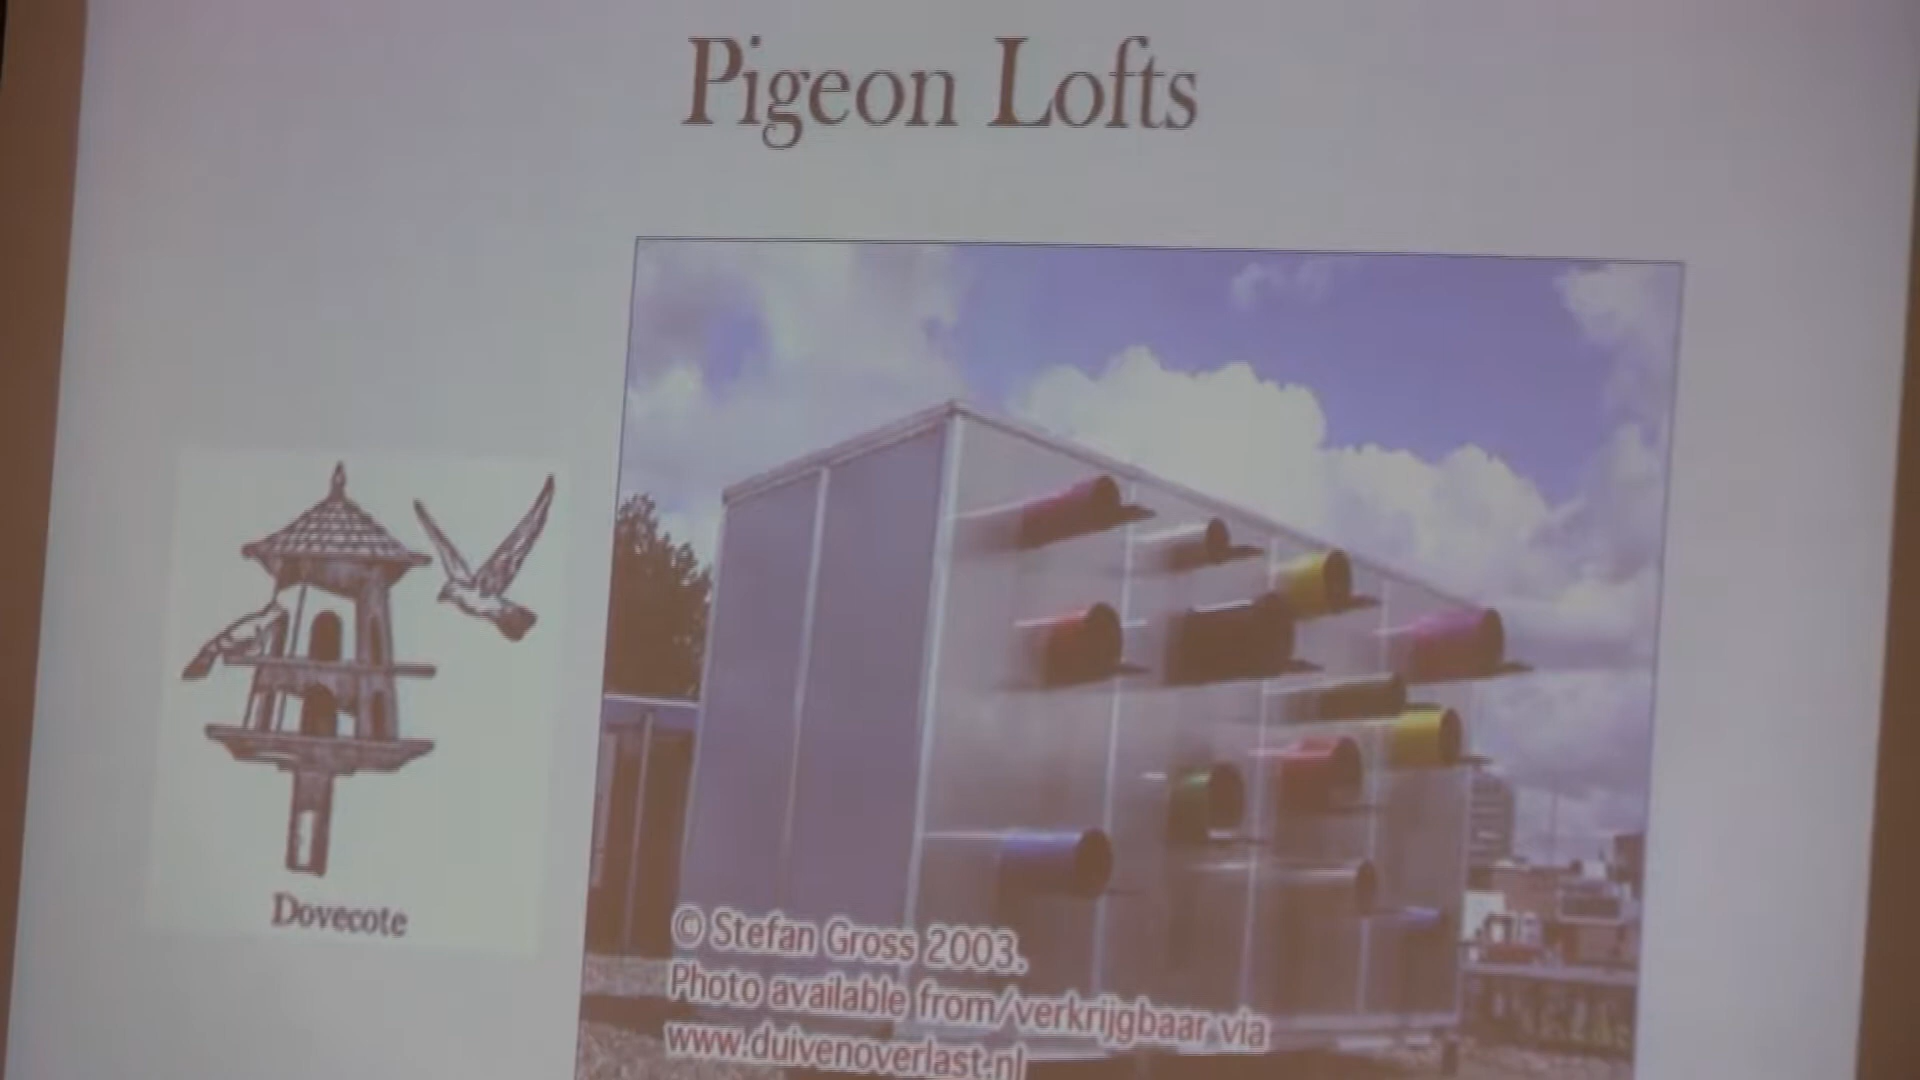 Pigeon Lofts
Dovecote
© Stefan Gross 2003.
Photo available from/verkrijgbaar via
www.duivenoverlast.nl